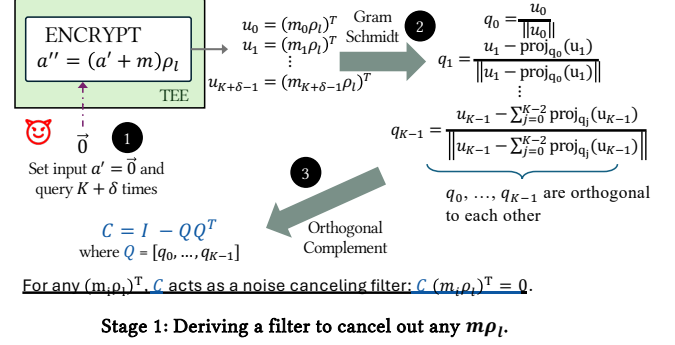 ENCRYPT
a′′ = (a′ + m)ρ_l
TEE
0⃗
1
Set input a′ = 0⃗ and
query K + δ times
u_0 = (m_0ρ_l)^T
u_1 = (m_1ρ_l)^T
⋮
u_{K+δ−1} = (m_{K+δ−1}ρ_l)^T
Gram
Schmidt
2
q_0 = u_0 / ‖u_0‖
q_1 = u_1 − proj_{q_0}(u_1) / ‖u_1 − proj_{q_0}(u_1)‖
⋮
q_{K−1} = u_{K−1} − ∑_{j=0}^{K−2} proj_{q_j}(u_{K−1}) / ‖u_{K−1} − ∑_{j=0}^{K−2} proj_{q_j}(u_{K−1})‖
q_0, …, q_{K−1} are orthogonal
to each other
3
Orthogonal
Complement
C = I − QQ^T
where Q = [q_0, …, q_{K−1}]
For any (m_iρ_l)^T, C acts as a noise canceling filter: C (m_iρ_l)^T = 0.
Stage 1: Deriving a filter to cancel out any mρ_l.